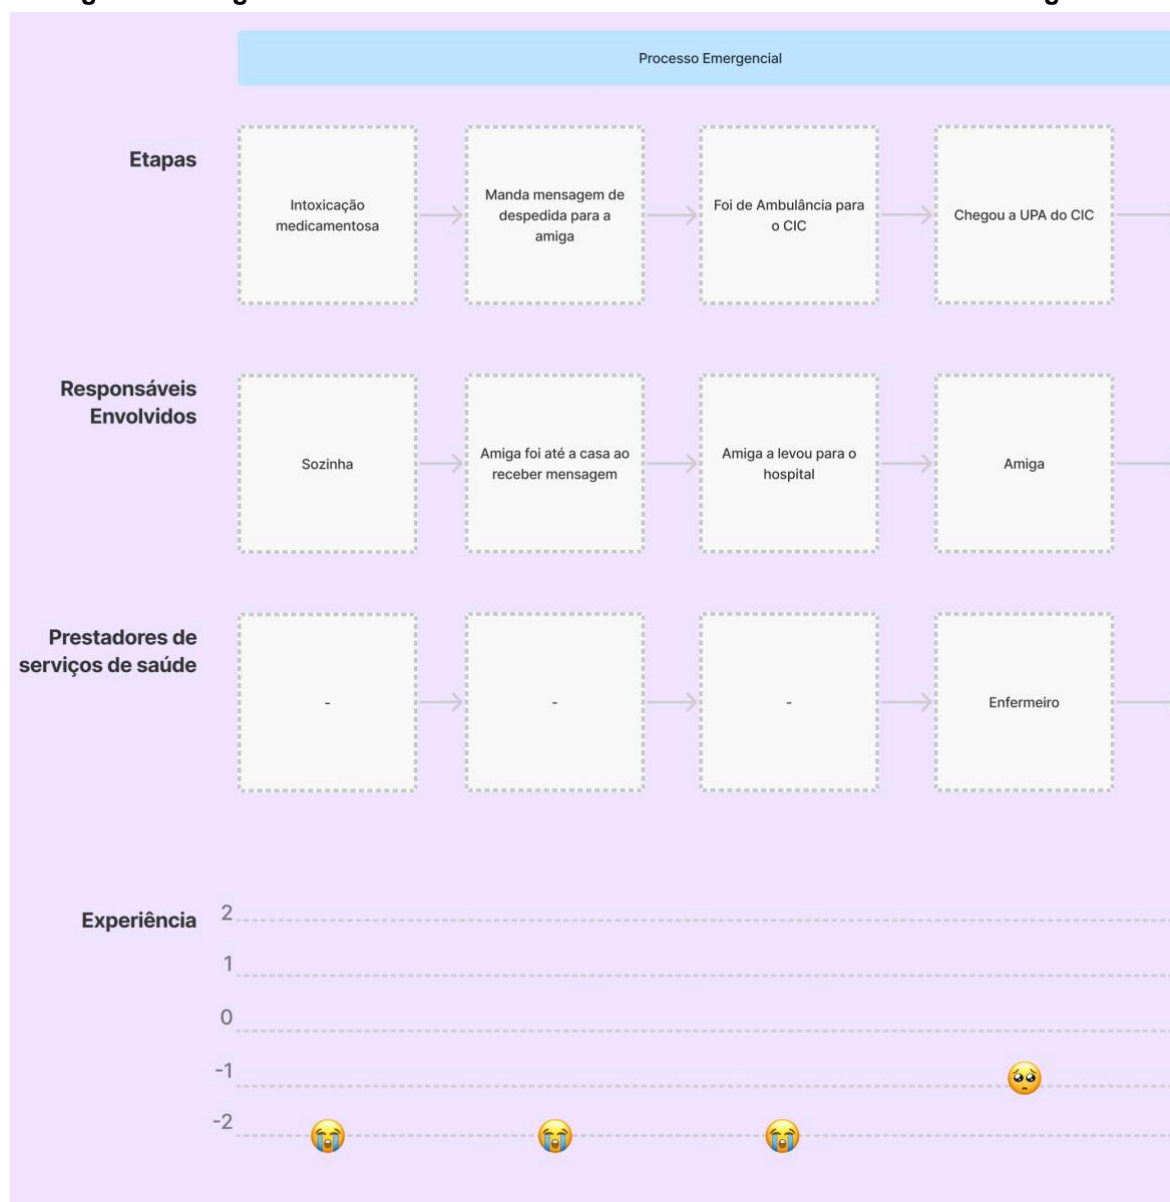 Processo Emergencial
Etapas
Intoxicação
medicamentosa
Manda mensagem de
despedida para a
amiga
Foi de Ambulância para
o CIC
Chegou a UPA do CIC
Responsáveis
Envolvidos
Sozinha
Amiga foi até a casa ao
receber mensagem
Amiga a levou para o
hospital
Amiga
Prestadores de
serviços de saúde
-
-
-
Enfermeiro
Experiência
2
1
0
-1
-2